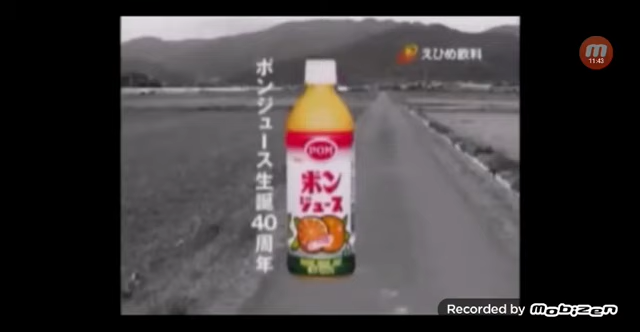 えひめ飲料
ポンジュース生誕40周年
POM
ポン
ジュース
11:43
Recorded by Mobizen